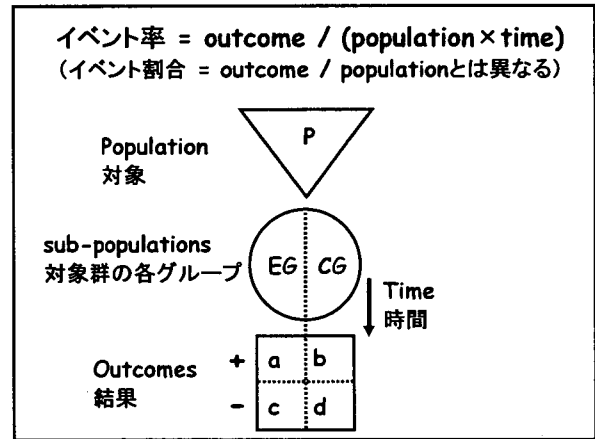 イベント率 = outcome / (population×time)
(イベント割合 = outcome / populationとは異なる)
P
Population
対象
sub-populations
対象群の各グループ
EG CG
Time
時間
Outcomes
結果
+ a b
- c d